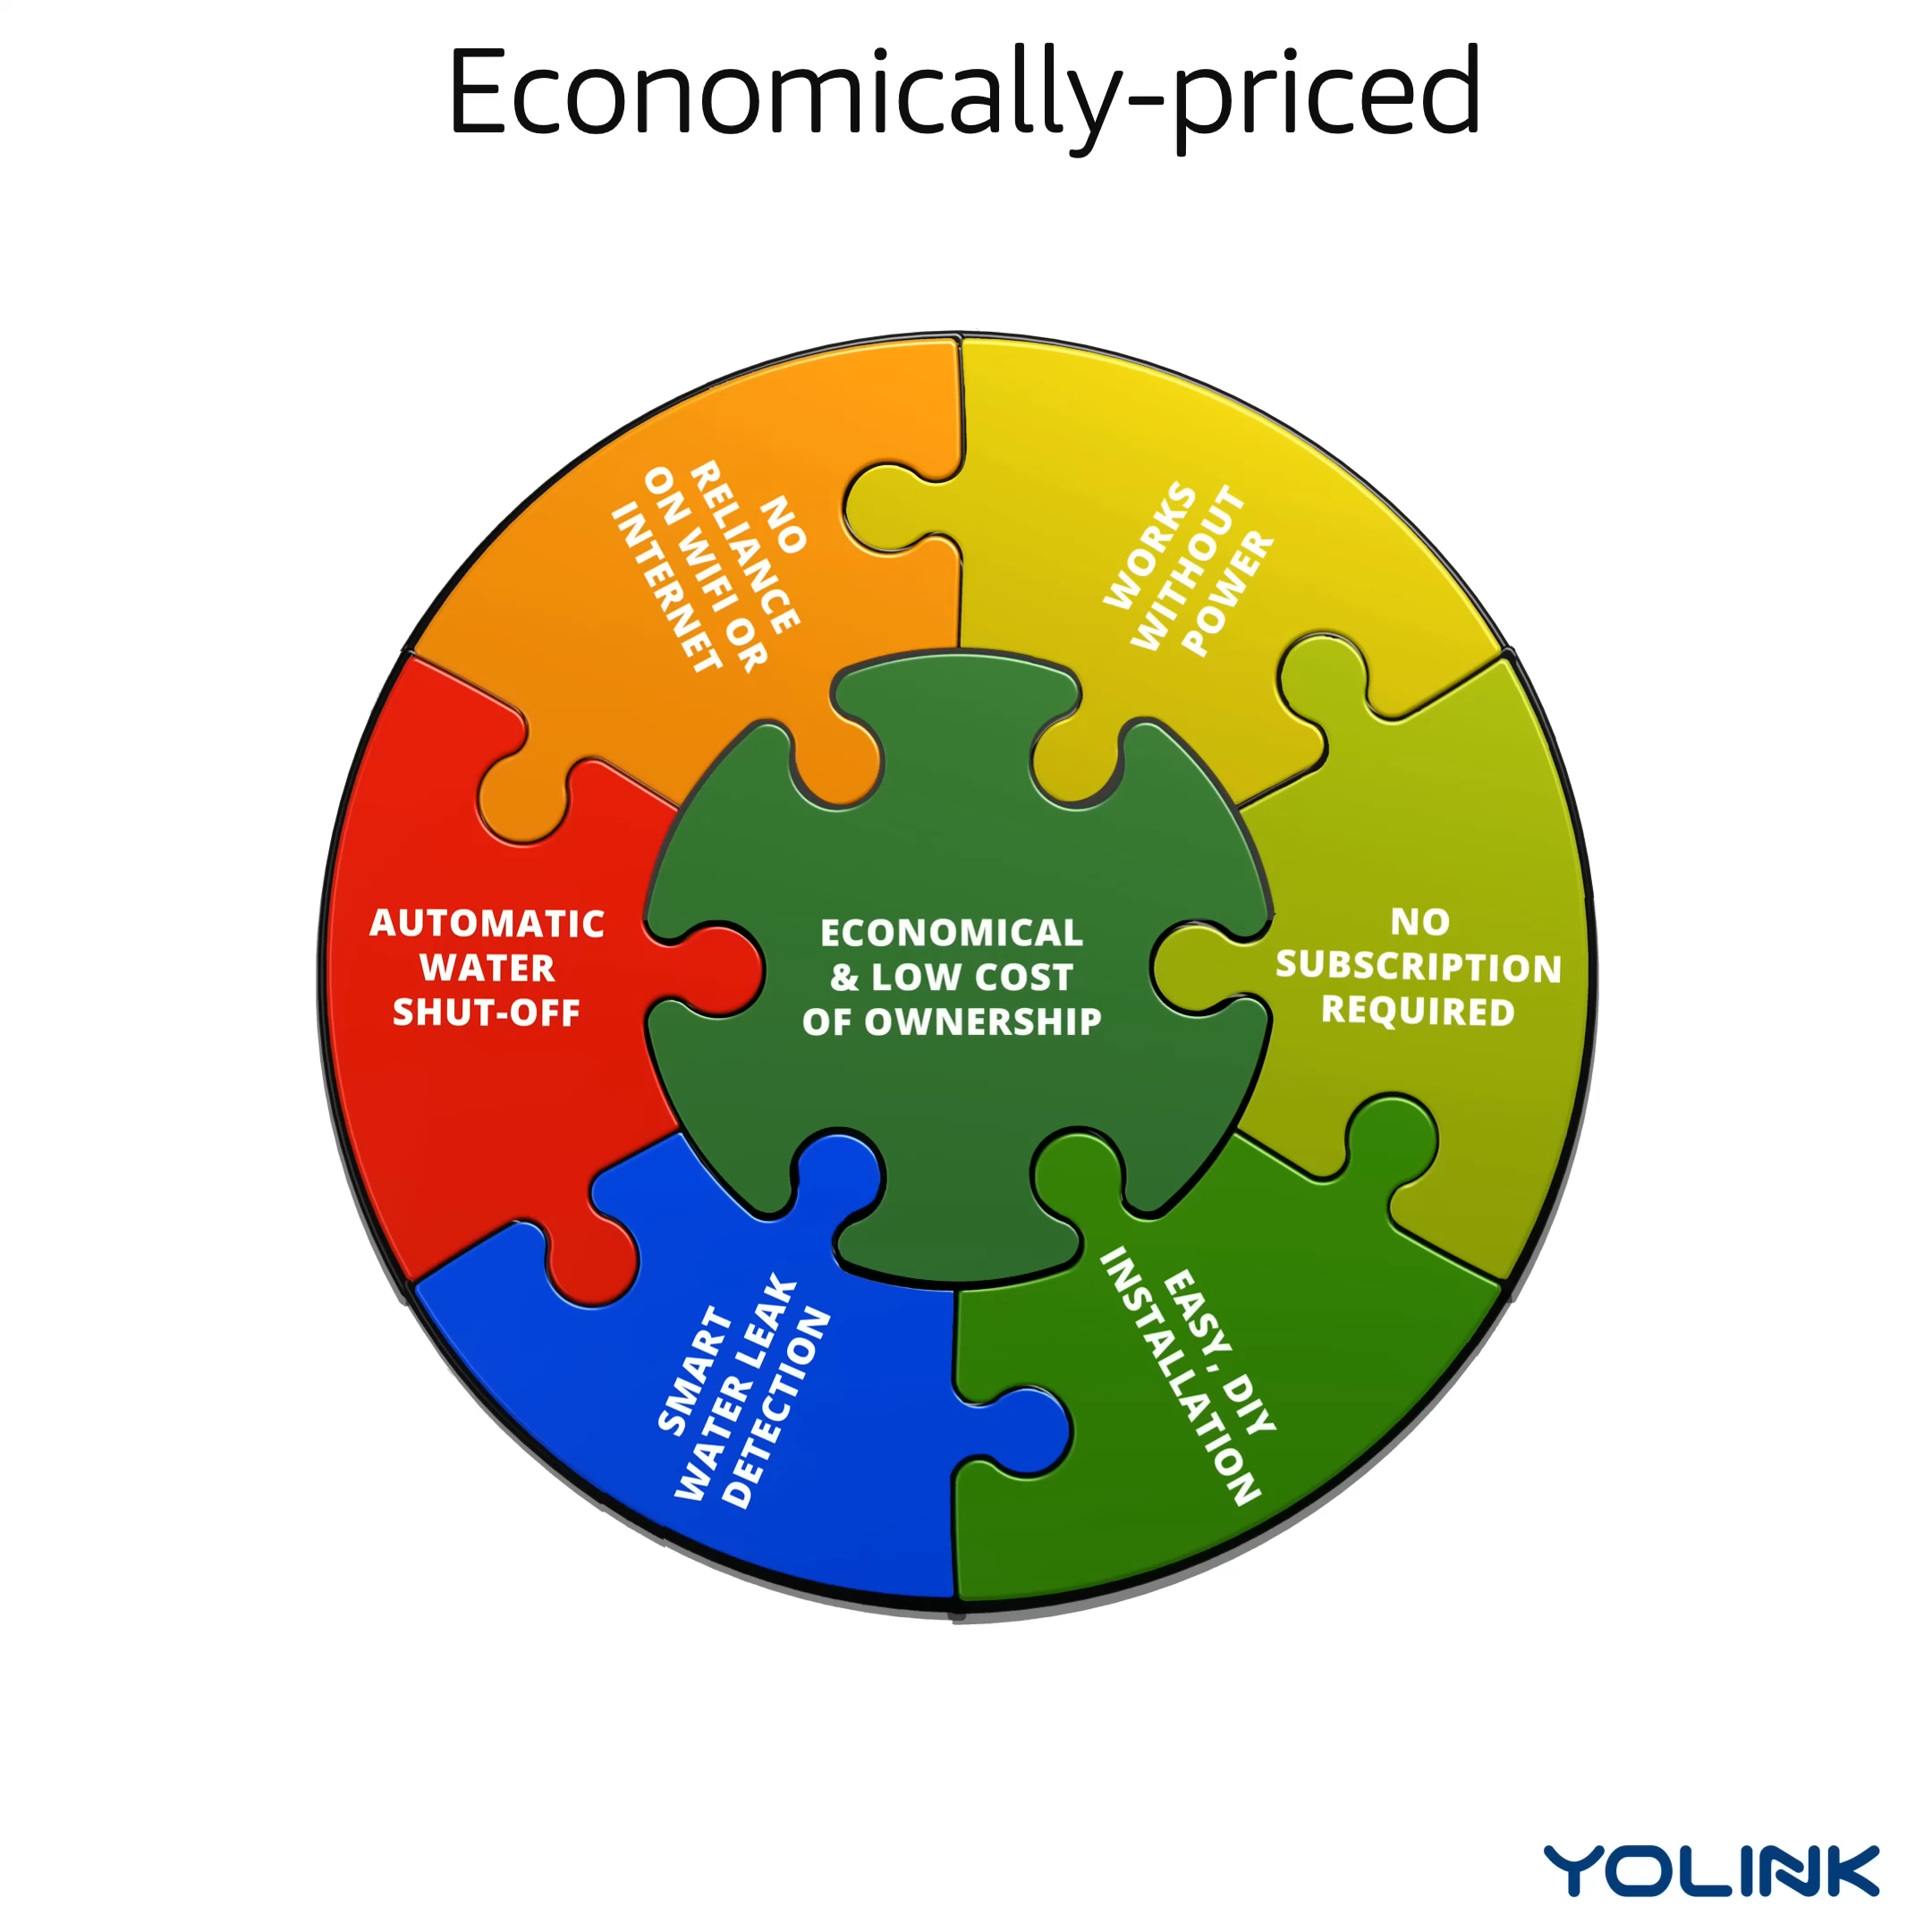 Economically-priced
NO
RELIANCE
ON WIFI OR
INTERNET
WORKS
WITHOUT
POWER
AUTOMATIC
WATER
SHUT-OFF
ECONOMICAL
& LOW COST
OF OWNERSHIP
NO
SUBSCRIPTION
REQUIRED
SMART
WATER LEAK
DETECTION
EASY, DIY
INSTALLATION
YOLINK